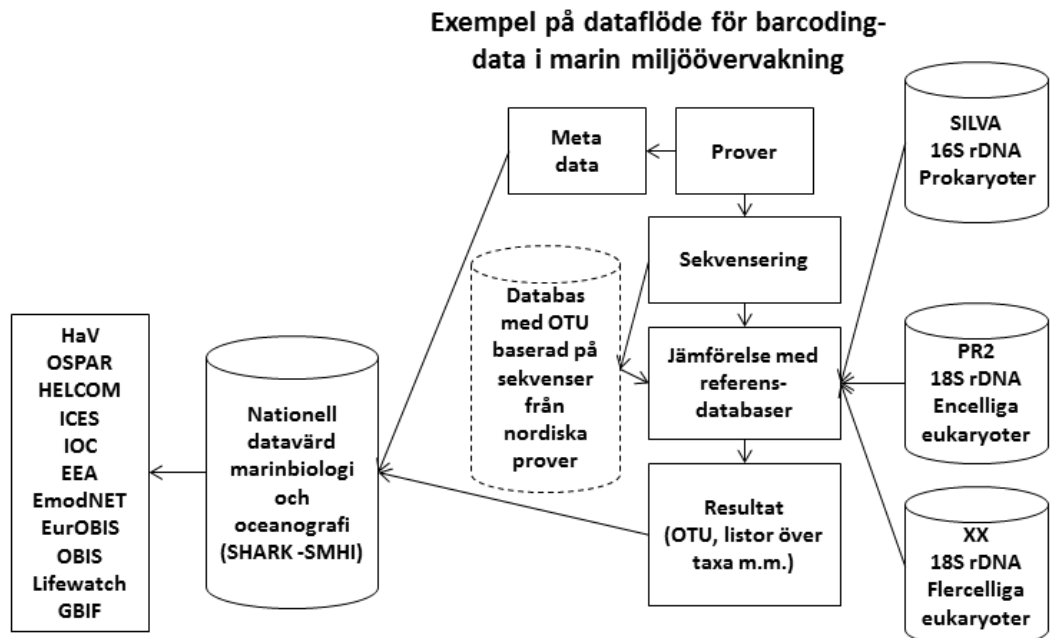 Exempel på dataflöde för barcoding-
data i marin miljöövervakning
Meta
data
Prover
SILVA
16S rDNA
Prokaryoter
Sekvensering
Databas
med OTU
baserad på
sekvenser
från
nordiska
prover
Jämförelse med
referens-
databaser
PR2
18S rDNA
Encelliga
eukaryoter
HaV
OSPAR
HELCOM
ICES
IOC
EEA
EmodNET
EurOBIS
OBIS
Lifewatch
GBIF
Nationell
datavärd
marinbiologi
och
oceanografi
(SHARK -SMHI)
Resultat
(OTU, listor över
taxa m.m.)
XX
18S rDNA
Flercelliga
eukaryoter